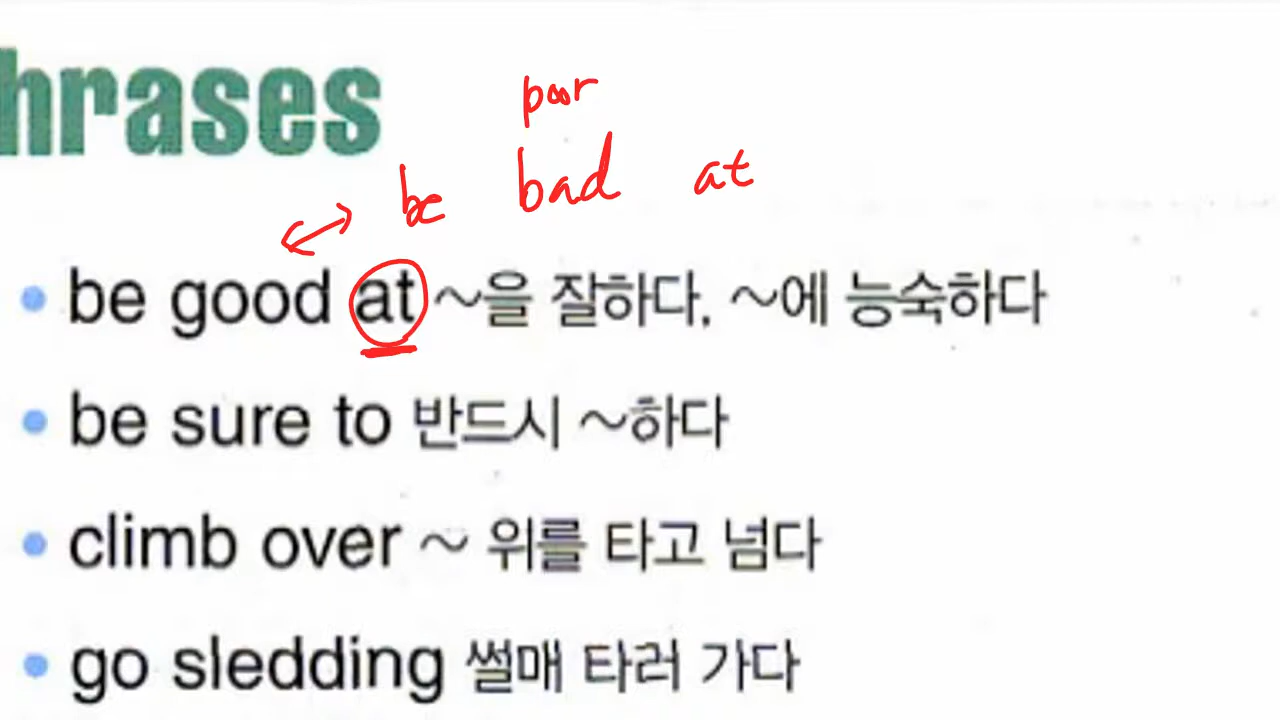 hrases
poor
be bad at
be good at ~을 잘하다, ~에 능숙하다
be sure to 반드시 ~하다
climb over ~ 위를 타고 넘다
go sledding 썰매 타러 가다